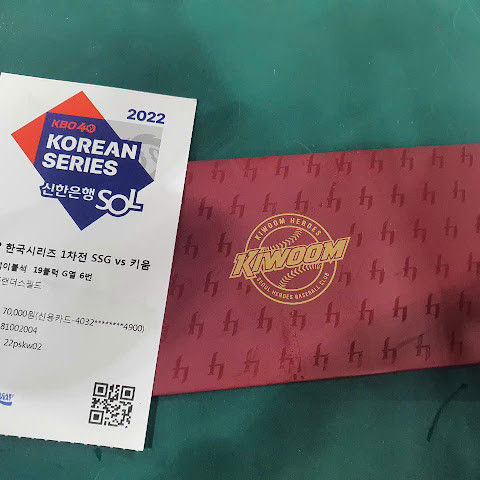 2022
KBO 40
KOREAN
SERIES
신한은행 SOL
한국시리즈 1차전 SSG vs 키움
19블럭 G열 6번
70,000원(신용카드-4032********4900)
81002004
22pskw02
KIWOOM HEROES
KIWOOM
SEOUL HEROES BASEBALL CLUB